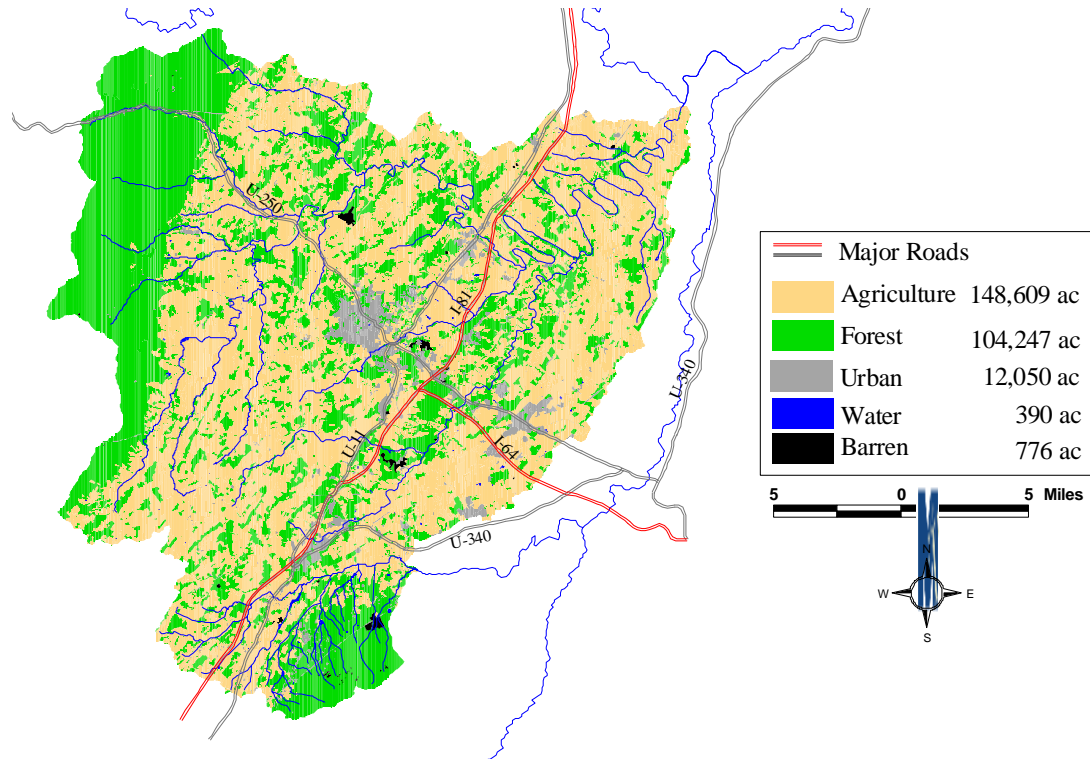 U-250
I-81
U-340
U-11
I-64
U-340
Major Roads
Agriculture 148,609 ac
Forest 104,247 ac
Urban 12,050 ac
Water 390 ac
Barren 776 ac
5 0 5 Miles
N
W E
S